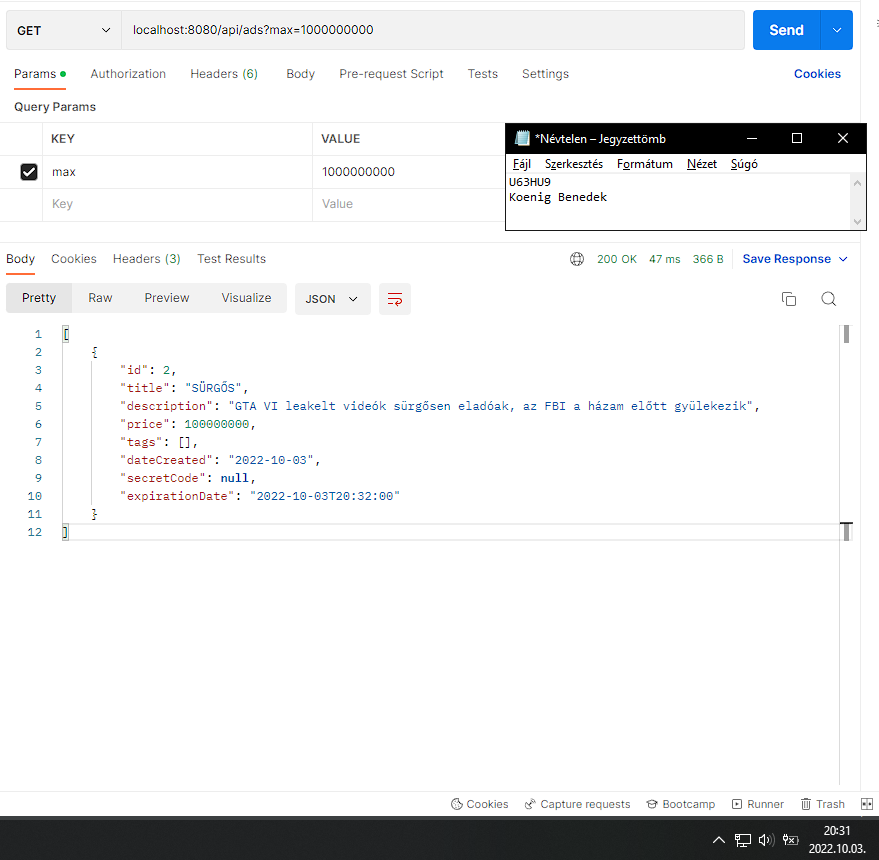 GET
localhost:8080/api/ads?max=1000000000
Send
Params
Authorization
Headers (6)
Body
Pre-request Script
Tests
Settings
Cookies
Query Params
KEY
VALUE
max
1000000000
Key
Value
*Névtelen – Jegyzettömb
Fájl Szerkesztés Formátum Nézet Súgó
U63HU9
Koenig Benedek
Body
Cookies
Headers (3)
Test Results
200 OK
47 ms
366 B
Save Response
Pretty
Raw
Preview
Visualize
JSON
1 [
2 {
3 "id": 2,
4 "title": "SÜRGŐS",
5 "description": "GTA VI leakelt videók sürgősen eladóak, az FBI a házam előtt gyülekezik",
6 "price": 100000000,
7 "tags": [],
8 "dateCreated": "2022-10-03",
9 "secretCode": null,
10 "expirationDate": "2022-10-03T20:32:00"
11 }
12 ]
Cookies
Capture requests
Bootcamp
Runner
Trash
20:31
2022.10.03.